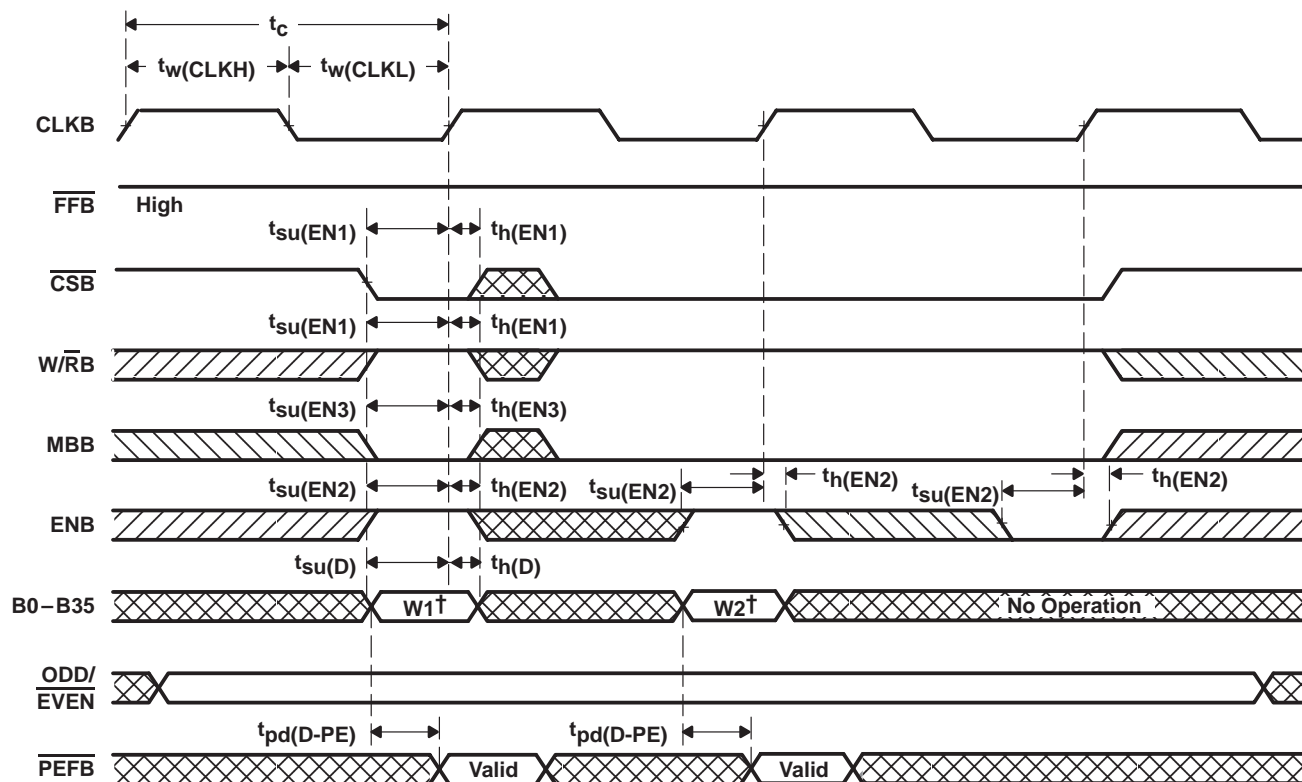 tc
tw(CLKH)
tw(CLKL)
CLKB
FFB
High
tsu(EN1)
th(EN1)
CSB
tsu(EN1)
th(EN1)
W/RB
tsu(EN3)
th(EN3)
MBB
tsu(EN2)
th(EN2)
tsu(EN2)
th(EN2)
tsu(EN2)
th(EN2)
ENB
tsu(D)
th(D)
B0–B35
W1†
W2†
No Operation
ODD/
EVEN
tpd(D-PE)
tpd(D-PE)
PEFB
Valid
Valid